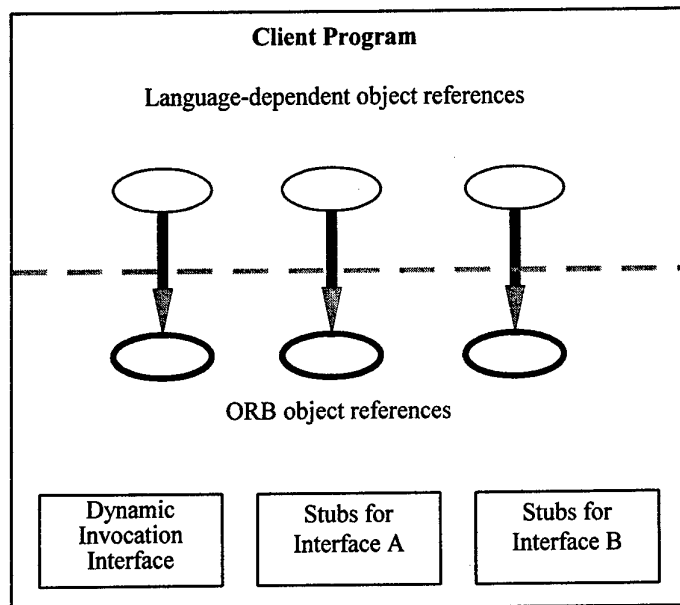 Client Program
Language-dependent object references
ORB object references
Dynamic
Invocation
Interface
Stubs for
Interface A
Stubs for
Interface B